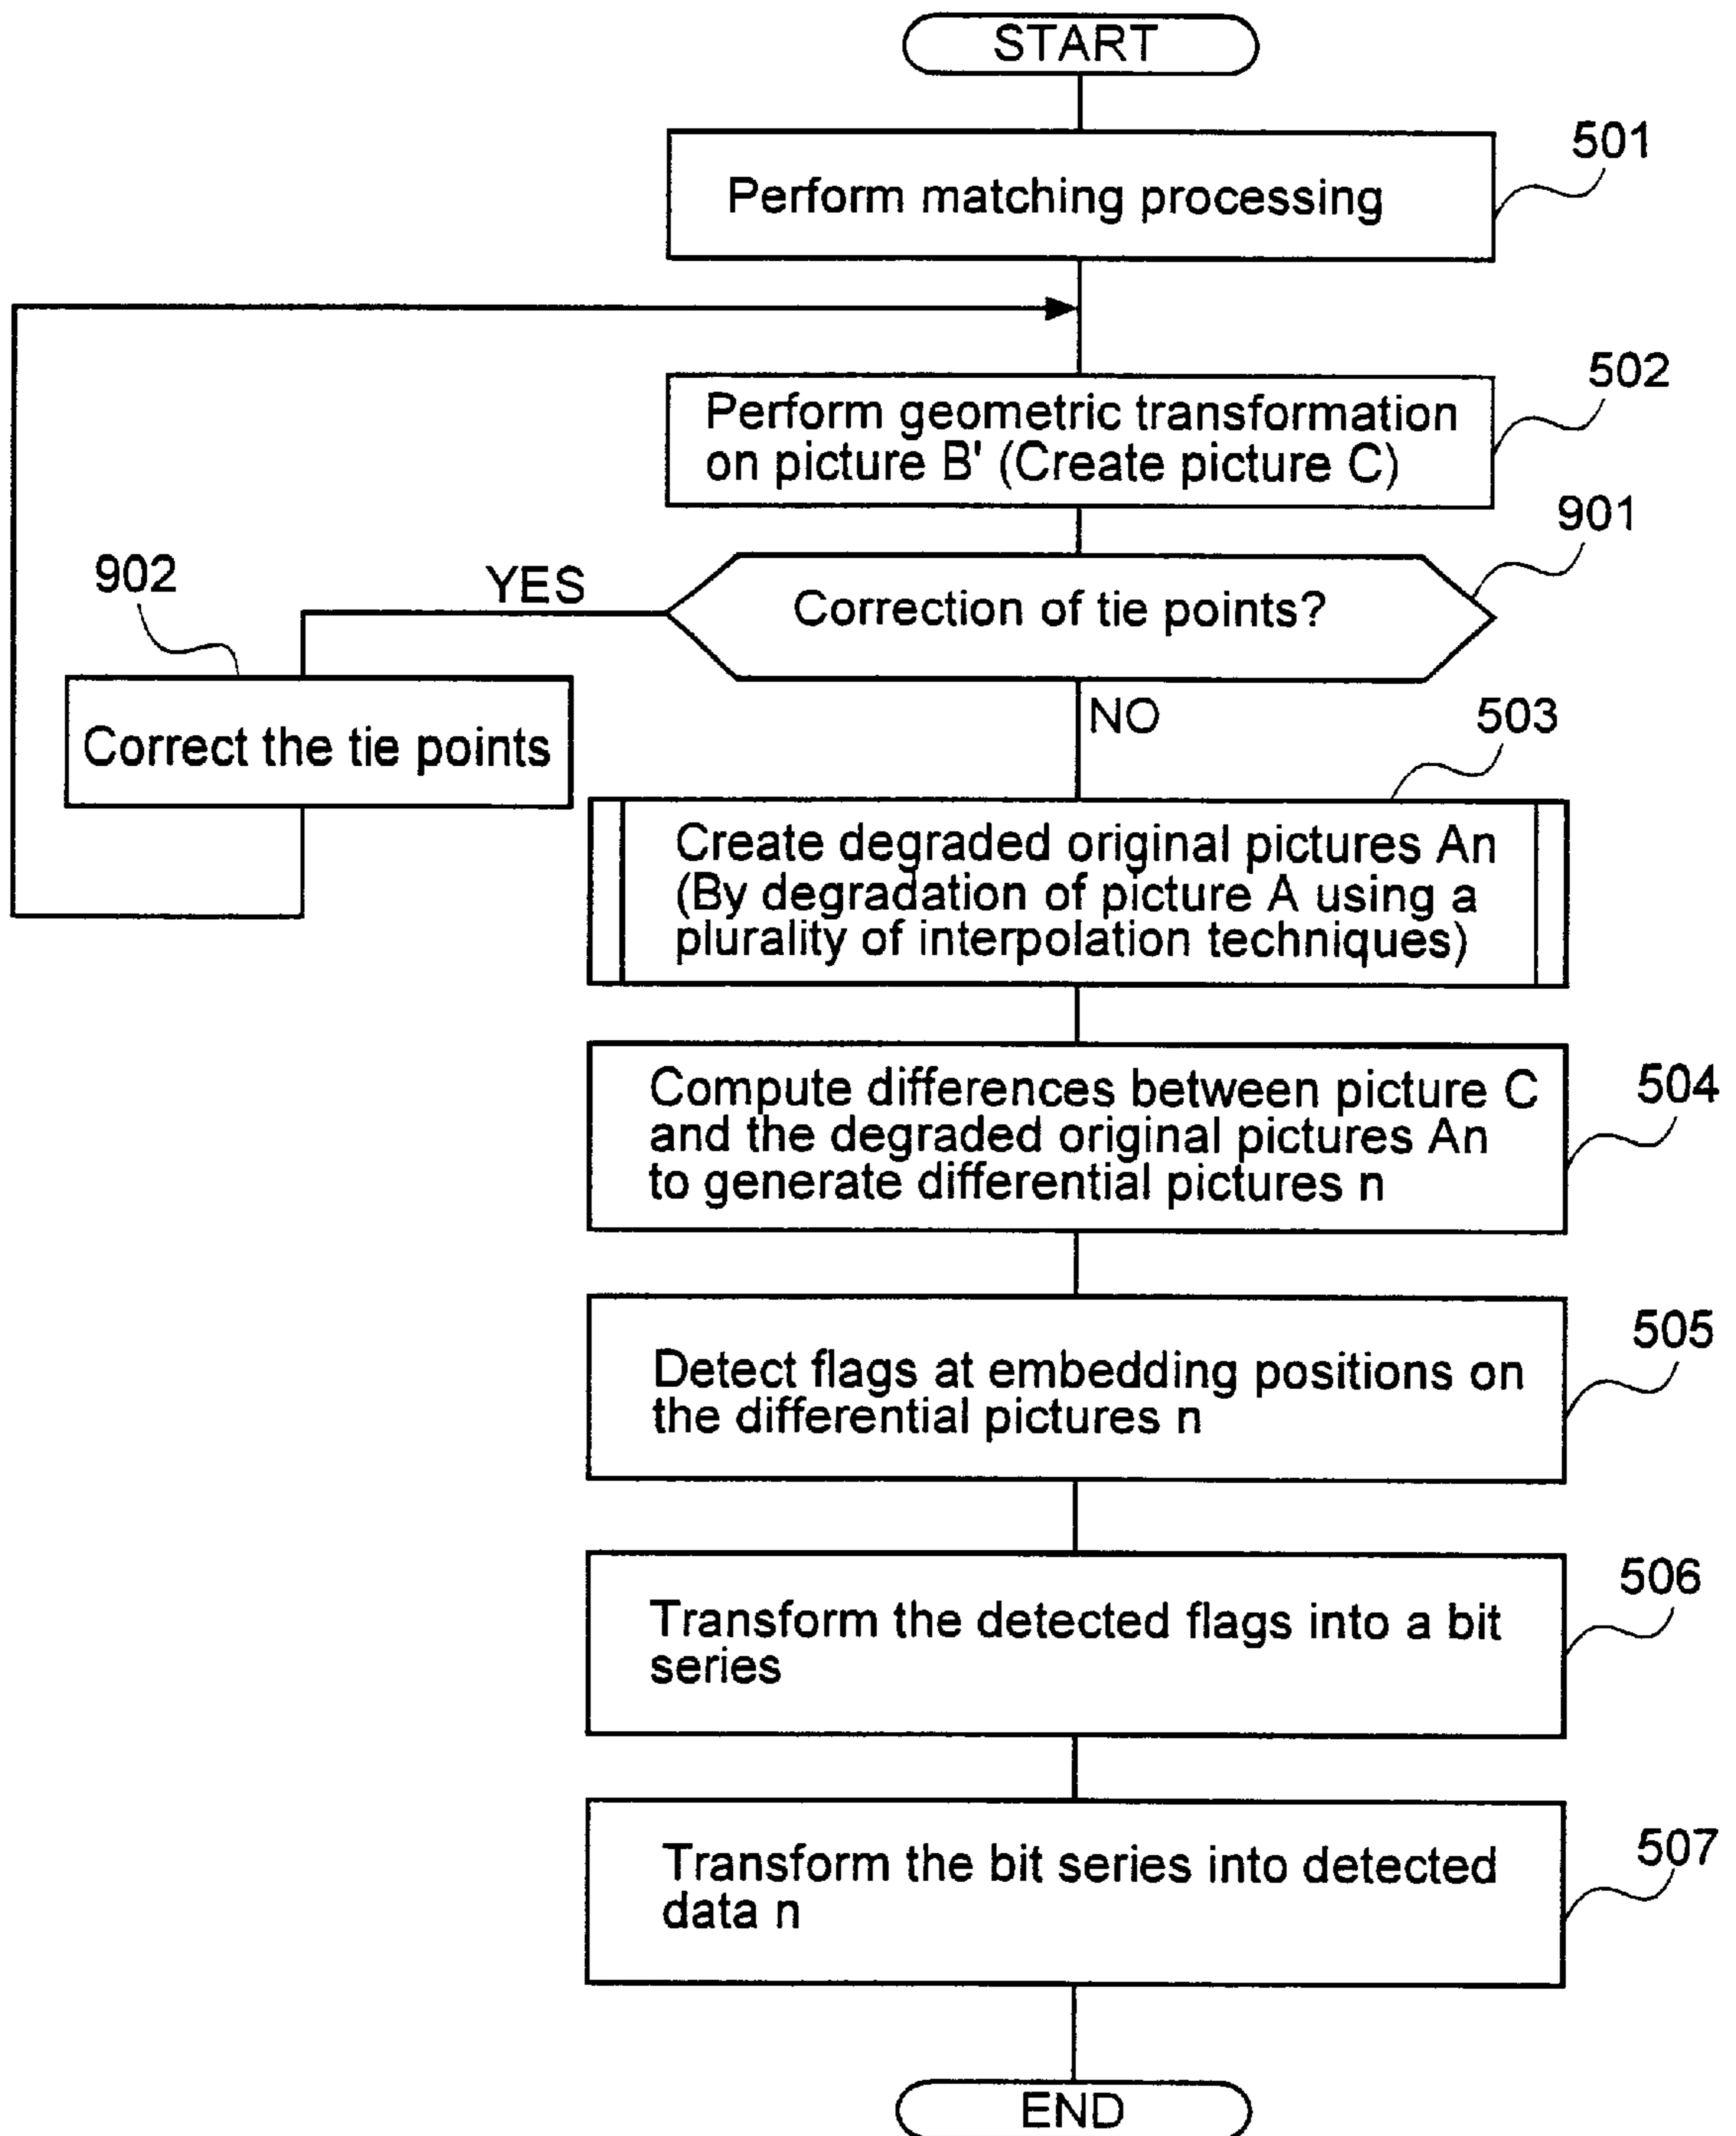 START
501
Perform matching processing
502
Perform geometric transformation
on picture B' (Create picture C)
901
902
YES
Correction of tie points?
NO
Correct the tie points
503
Create degraded original pictures An
(By degradation of picture A using a
plurality of interpolation techniques)
504
Compute differences between picture C
and the degraded original pictures An
to generate differential pictures n
505
Detect flags at embedding positions on
the differential pictures n
506
Transform the detected flags into a bit
series
507
Transform the bit series into detected
data n
END